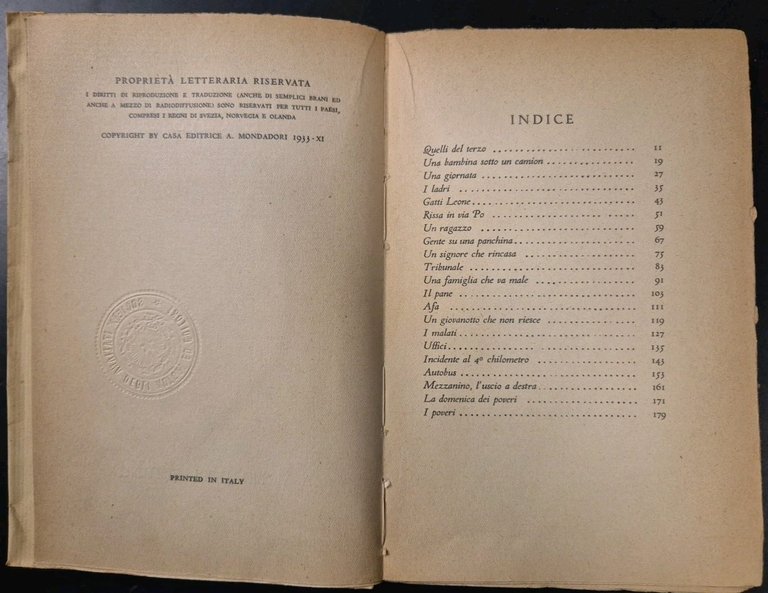 PROPRIETÀ LETTERARIA RISERVATA
I DIRITTI DI RIPRODUZIONE E TRADUZIONE (ANCHE DI SEMPLICI BRANI ED
ANCHE A MEZZO DI RADIODIFFUSIONE) SONO RISERVATI PER TUTTI I PAESI,
COMPRESI I REGNI DI SVEZIA, NORVEGIA E OLANDA
COPYRIGHT BY CASA EDITRICE A. MONDADORI 1933-XI
PRINTED IN ITALY
INDICE
Quelli del terzo .......................... 11
Una bambina sotto un camion .......................... 19
Una giornata .......................... 27
I ladri .......................... 35
Gatti Leone .......................... 43
Rissa in via Po .......................... 51
Un ragazzo .......................... 59
Gente su una panchina .......................... 67
Un signore che rincasa .......................... 75
Tribunale .......................... 83
Una famiglia che va male .......................... 91
Il pane .......................... 103
Afa .......................... 111
Un giovanotto che non riesce .......................... 119
I malati .......................... 127
Uffici .......................... 135
Incidente al 4º chilometro .......................... 143
Autobus .......................... 153
Mezzanino, l'uscio a destra .......................... 161
La domenica dei poveri .......................... 171
I poveri .......................... 179